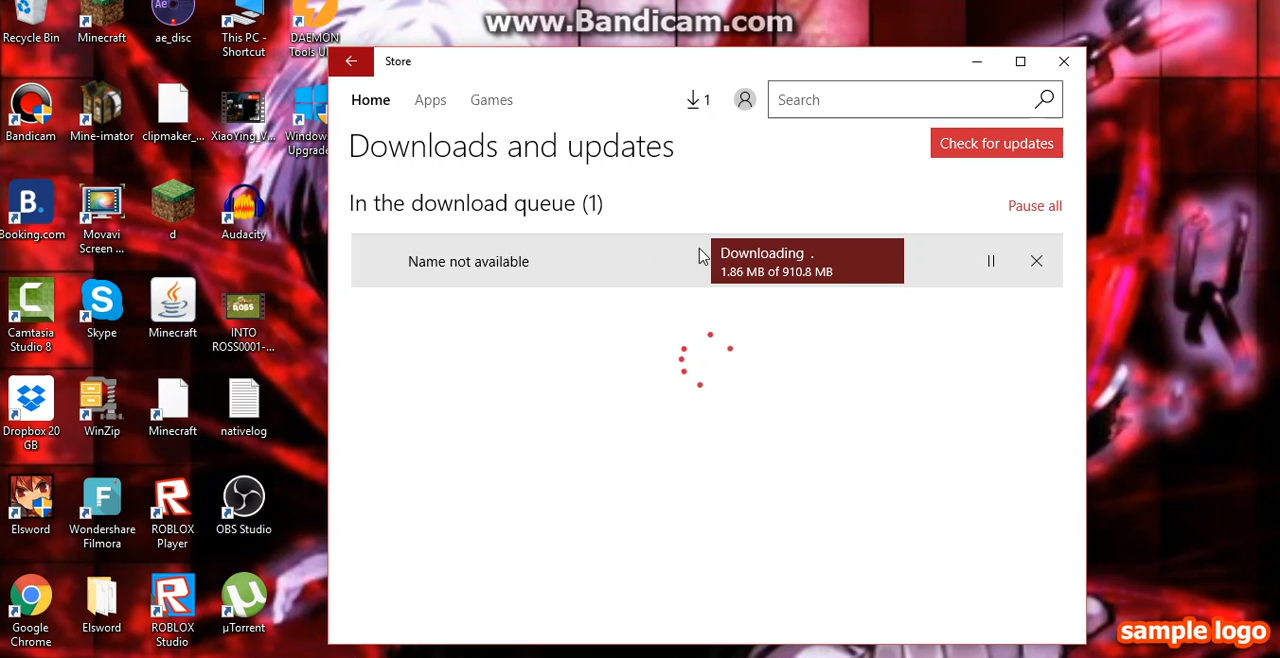 www.Bandicam.com
Recycle Bin
Minecraft
ae_disc
This PC -
Shortcut
DAEMON
Tools
Store
Home
Apps
Games
1
Search
Downloads and updates
Check for updates
In the download queue (1)
Pause all
Name not available
Downloading .
1.86 MB of 910.8 MB
Bandicam
Mine-imator
clipmaker_...
XiaoYing_V...
Windows
Upgrade
B.
Booking.com
Movavi
Screen ...
d
Audacity
Camtasia
Studio 8
Skype
Minecraft
ROSS
INTO
ROSS0001-...
Dropbox 20
GB
WinZip
Minecraft
nativelog
Elsword
Wondershare
Filmora
ROBLOX
Player
OBS Studio
Google
Chrome
Elsword
ROBLOX
Studio
µTorrent
sample logo